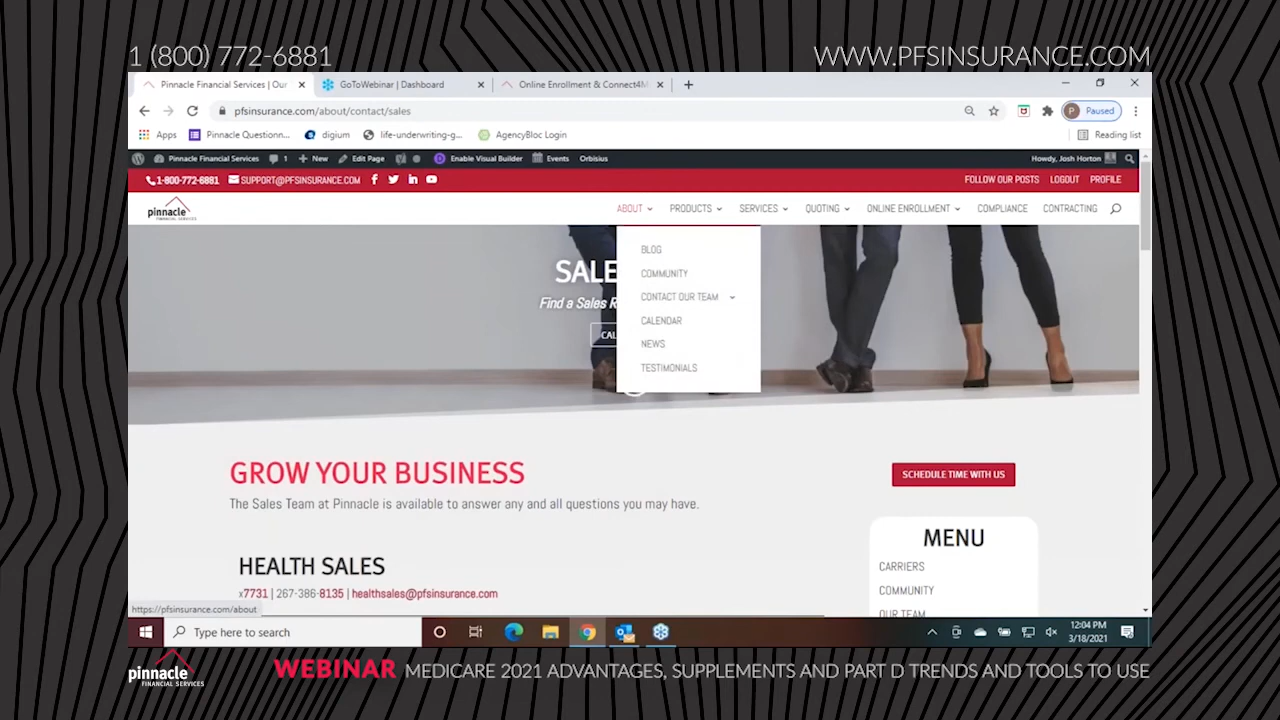 1 (800) 772-6881
WWW.PFSINSURANCE.COM
Pinnacle Financial Services | Our
GoToWebinar | Dashboard
Online Enrollment & Connect4M
pfsinsurance.com/about/contact/sales
Paused
Apps
Pinnacle Questionn...
digium
life-underwriting-g...
AgencyBloc Login
Reading list
Pinnacle Financial Services
1
New
Edit Page
Enable Visual Builder
Events
Orbisius
Howdy, Josh Horton
1-800-772-6881
SUPPORT@PFSINSURANCE.COM
FOLLOW OUR POSTS
LOGOUT
PROFILE
pinnacle
FINANCIAL SERVICES
ABOUT
PRODUCTS
SERVICES
QUOTING
ONLINE ENROLLMENT
COMPLIANCE
CONTRACTING
BLOG
COMMUNITY
CONTACT OUR TEAM
CALENDAR
NEWS
TESTIMONIALS
SALE
Find a Sales R
CAL
GROW YOUR BUSINESS
The Sales Team at Pinnacle is available to answer any and all questions you may have.
SCHEDULE TIME WITH US
HEALTH SALES
x7731 | 267-386-8135 | healthsales@pfsinsurance.com
MENU
CARRIERS
COMMUNITY
OUR TEAM
https://pfsinsurance.com/about
Type here to search
12:04 PM
3/18/2021
pinnacle
FINANCIAL SERVICES
WEBINAR MEDICARE 2021 ADVANTAGES, SUPPLEMENTS AND PART D TRENDS AND TOOLS TO USE